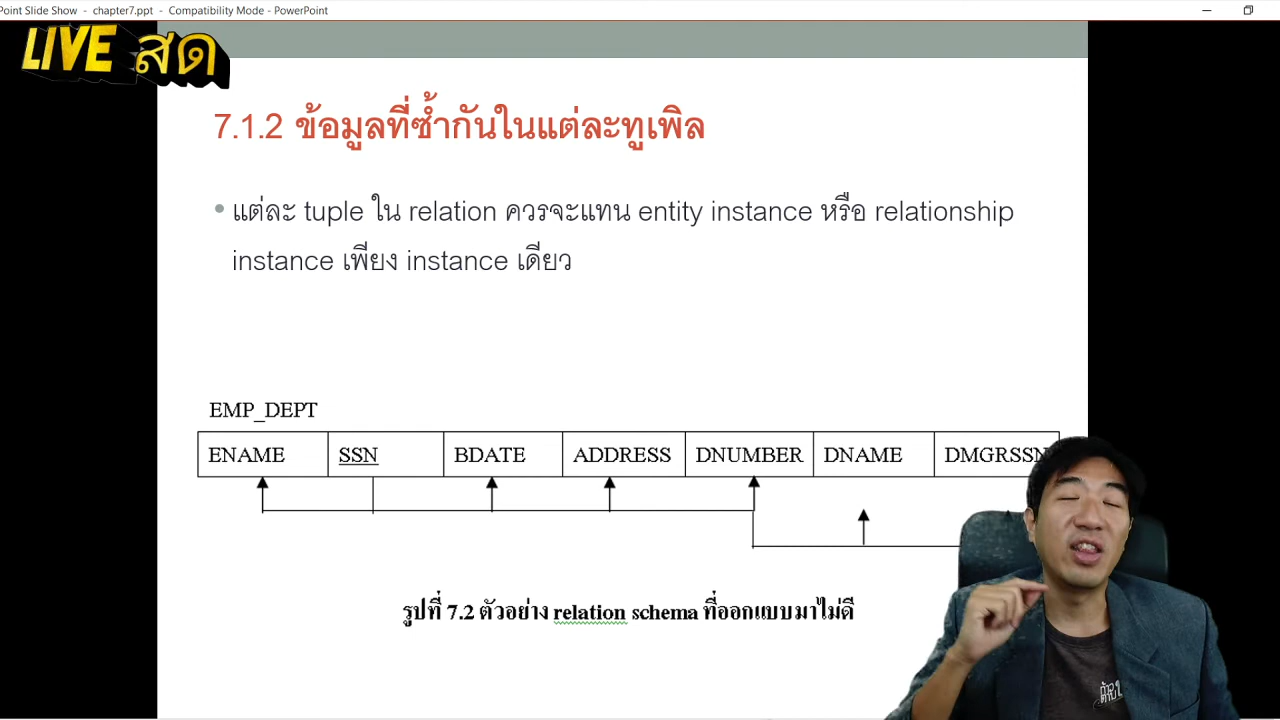 Point Slide Show - chapter7.ppt - Compatibility Mode - PowerPoint
LIVE สด
7.1.2 ข้อมูลที่ซ้ำกันในแต่ละทูเพิล
• แต่ละ tuple ใน relation ควรจะแทน entity instance หรือ relationship
instance เพียง instance เดียว
EMP_DEPT
ENAME SSN BDATE ADDRESS DNUMBER DNAME DMGRSSN
รูปที่ 7.2 ตัวอย่าง relation schema ที่ออกแบบมาไม่ดี